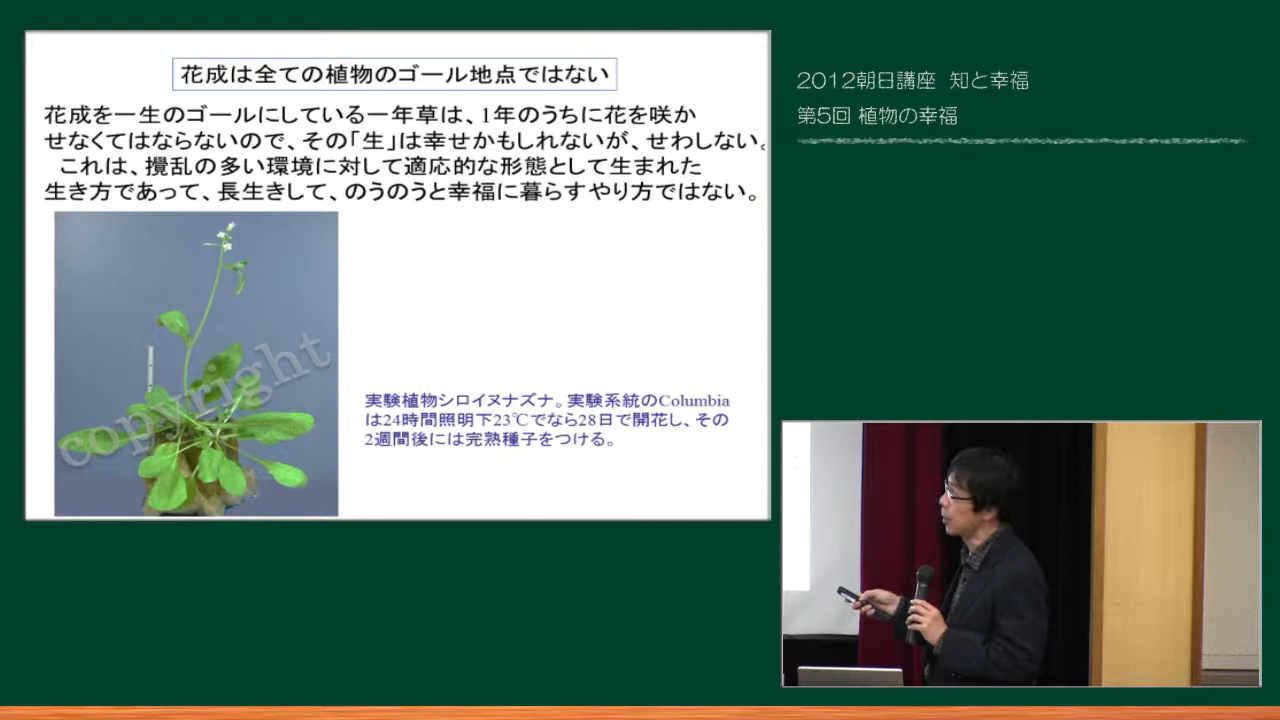 花成は全ての植物のゴール地点ではない
花成を一生のゴールにしている一年草は、1年のうちに花を咲か
せなくてはならないので、その「生」は幸せかもしれないが、せわしない。
これは、攪乱の多い環境に対して適応的な形態として生まれた
生き方であって、長生きして、のうのうと幸福に暮らすやり方ではない。
copyright
実験植物シロイヌナズナ。実験系統のColumbia
は24時間照明下23℃でなら28日で開花し、その
2週間後には完熟種子をつける。
2012朝日講座 知と幸福
第5回 植物の幸福